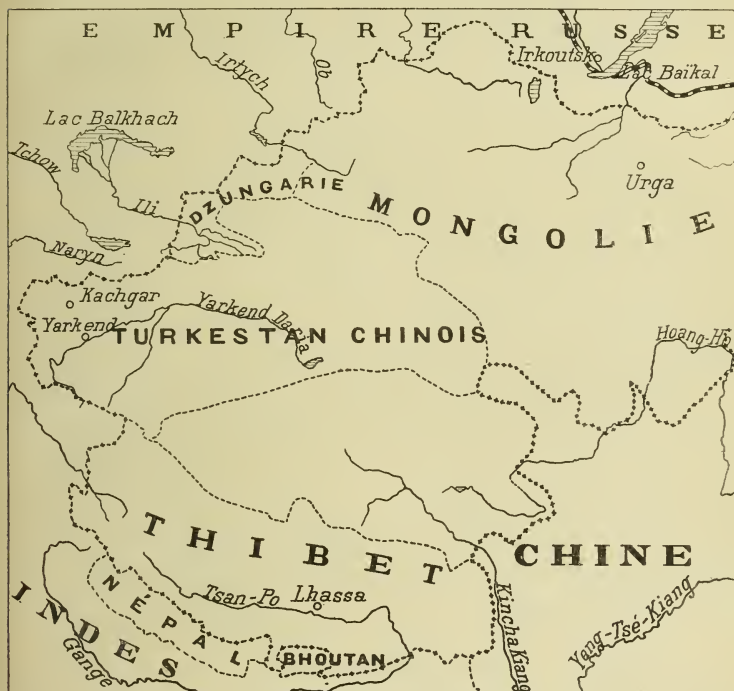 EMPIRE RUSSE
Irtych
Ob
Irkoutsk
Lac Baïkal
Lac Balkhach
Tchow
Ili
DZUNGARIE
MONGOLIE
Urga
Naryn
Kachgar
Yarkend
Yarkend Daria
TURKESTAN CHINOIS
Hoang-Ho
THIBET
CHINE
Tsan-Po
Lhassa
NÉPAL
BHOUTAN
INDES
Gange
Kincha Kiang
Yang-Tsé-Kiang